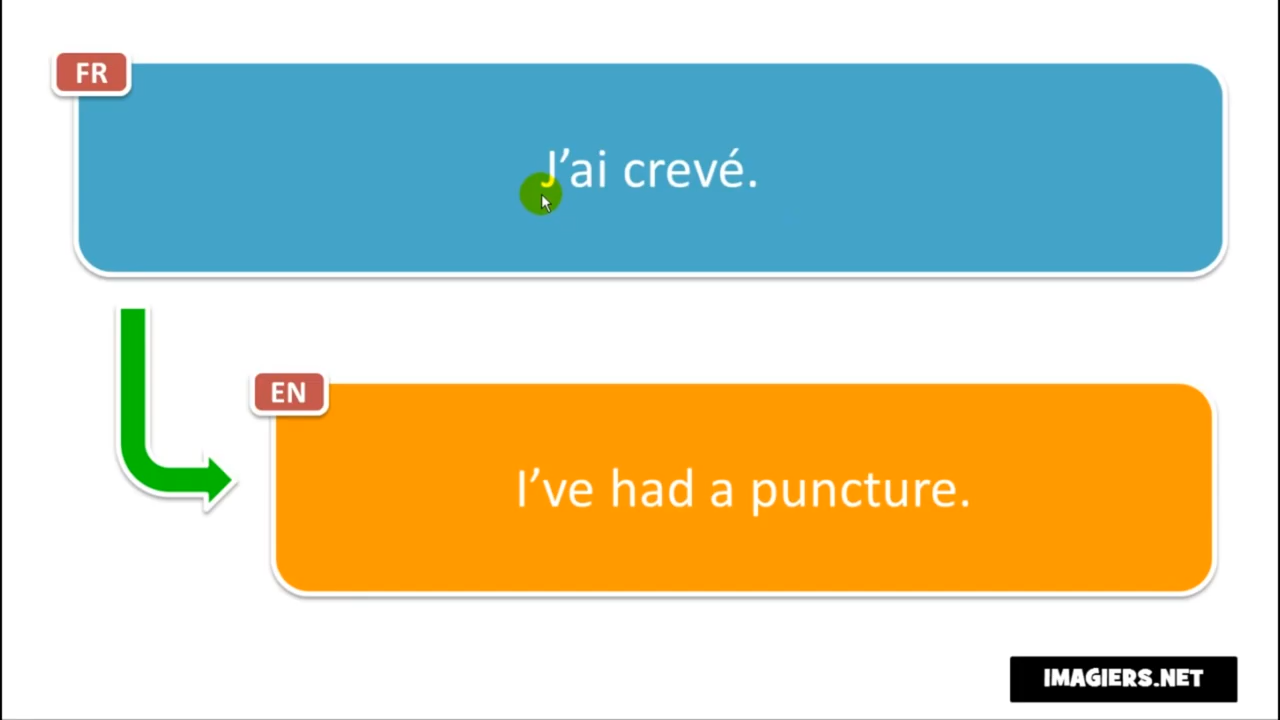 FR
J’ai crevé.
EN
I’ve had a puncture.
IMAGIERS.NET